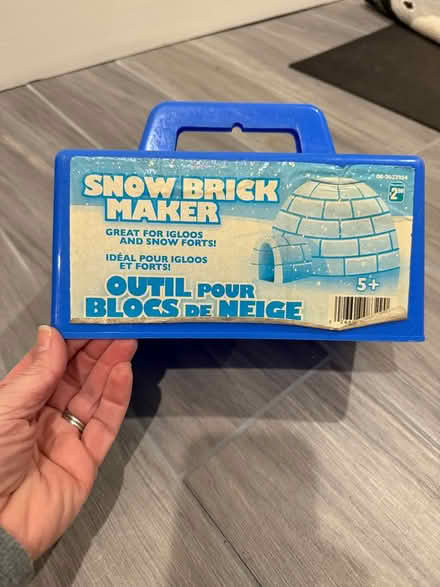 SNOW BRICK
MAKER
GREAT FOR IGLOOS
AND SNOW FORTS!
IDÉAL POUR IGLOOS
ET FORTS!
OUTIL POUR
BLOCS DE NEIGE
5+